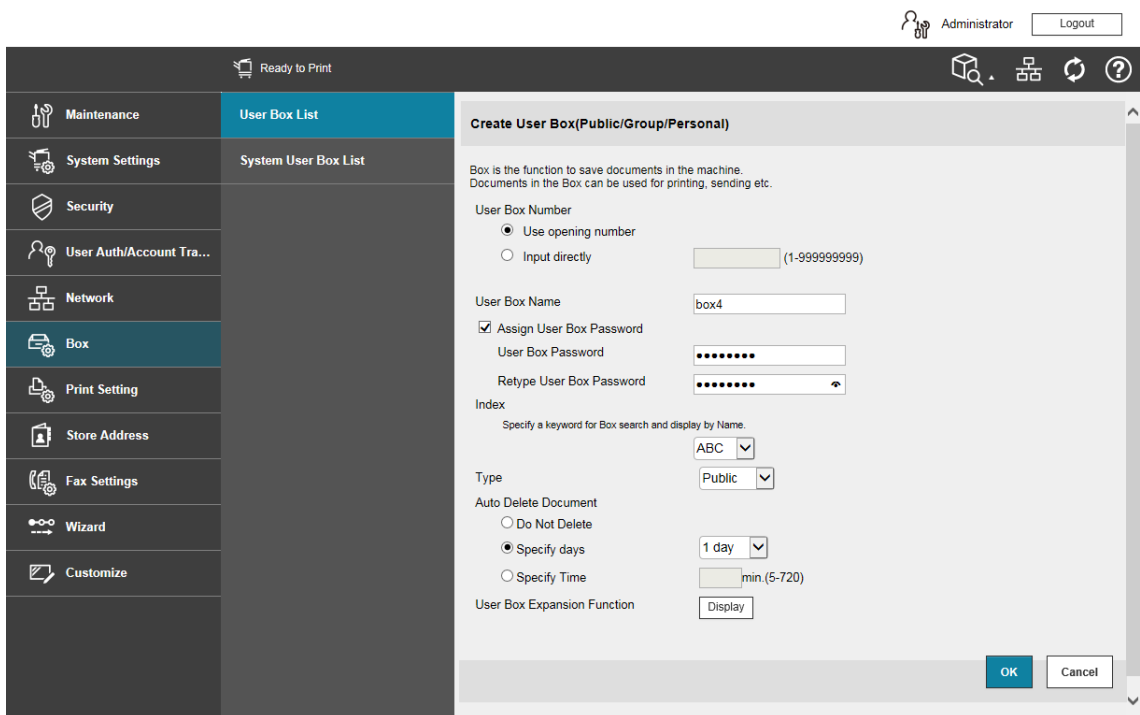 Administrator Logout
Ready to Print
Maintenance
System Settings
Security
User Auth/Account Tra...
Network
Box
Print Setting
Store Address
Fax Settings
Wizard
Customize
User Box List
System User Box List
Create User Box(Public/Group/Personal)
Box is the function to save documents in the machine.
Documents in the Box can be used for printing, sending etc.
User Box Number
Use opening number
Input directly (1-999999999)
User Box Name box4
Assign User Box Password
User Box Password ●●●●●●●●
Retype User Box Password ●●●●●●●●
Index
Specify a keyword for Box search and display by Name.
ABC
Type Public
Auto Delete Document
Do Not Delete
Specify days 1 day
Specify Time min.(5-720)
User Box Expansion Function Display
OK Cancel